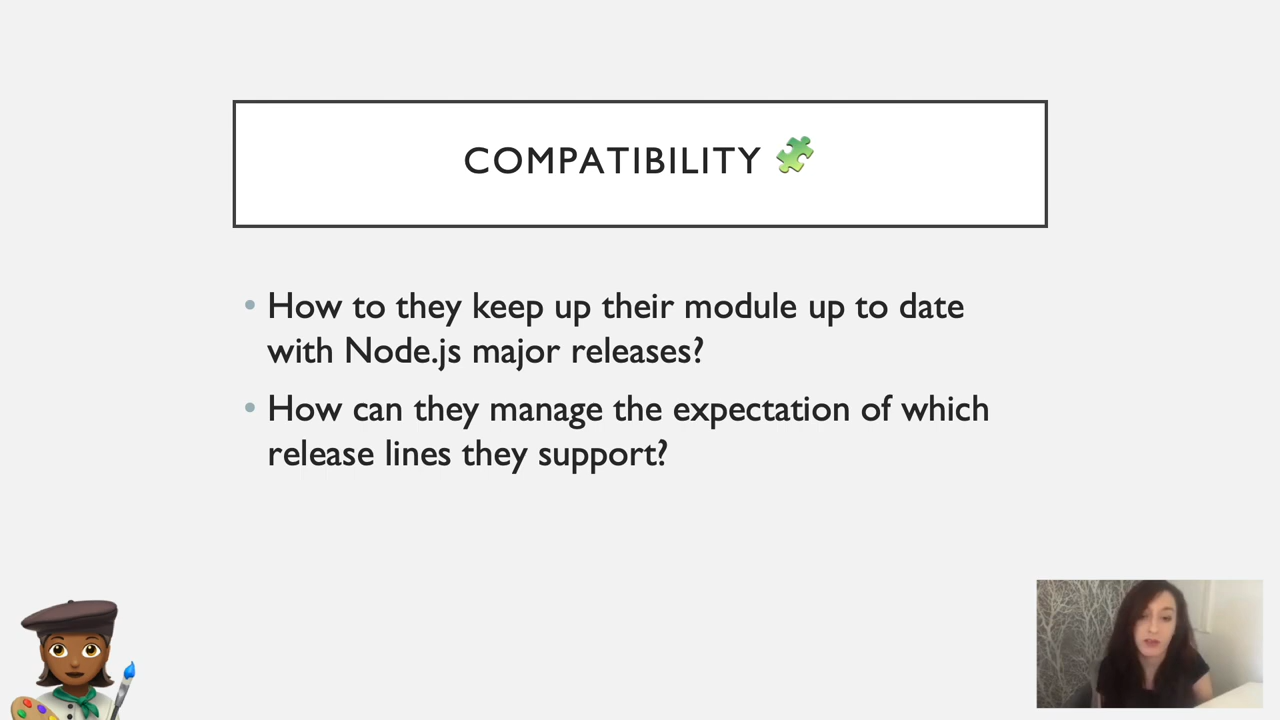 COMPATIBILITY
How to they keep up their module up to date
with Node.js major releases?
How can they manage the expectation of which
release lines they support?